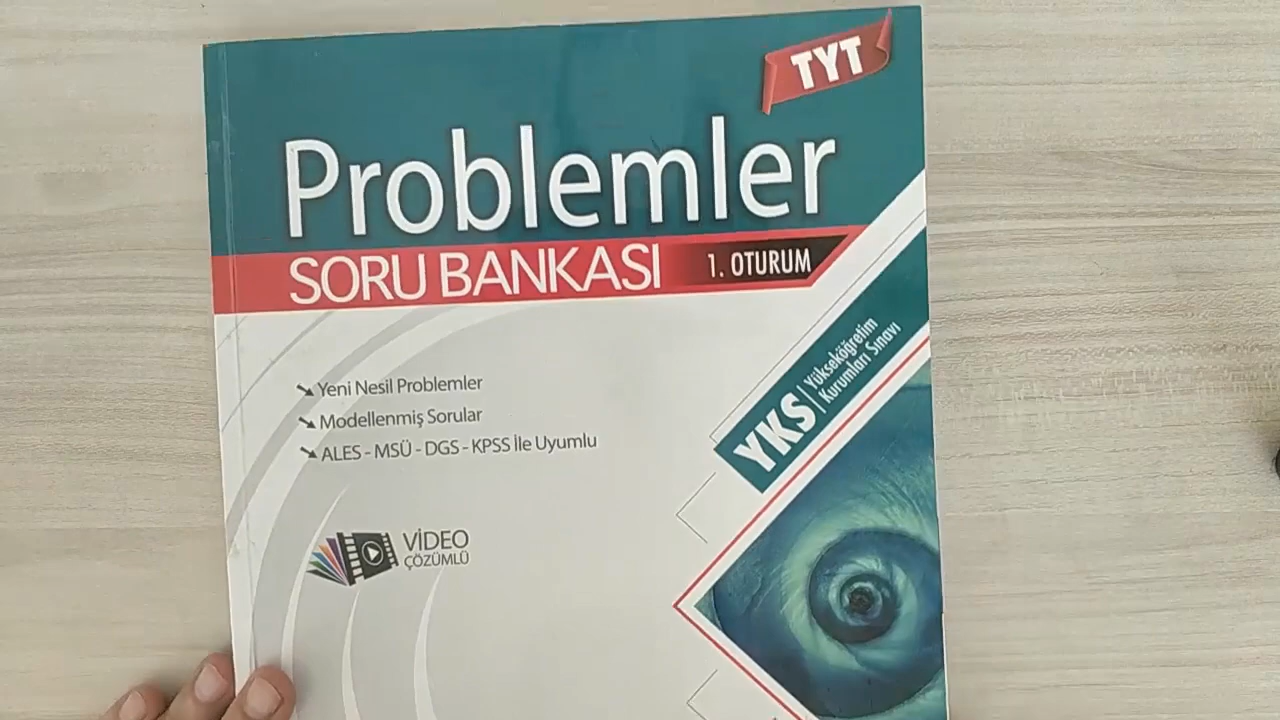 TYT
Problemler
SORU BANKASI
1. OTURUM
YKS
Yükseköğretim
Kurumları Sınavı
Yeni Nesil Problemler
Modellenmiş Sorular
ALES - MSÜ - DGS - KPSS İle Uyumlu
VİDEO
ÇÖZÜMLÜ